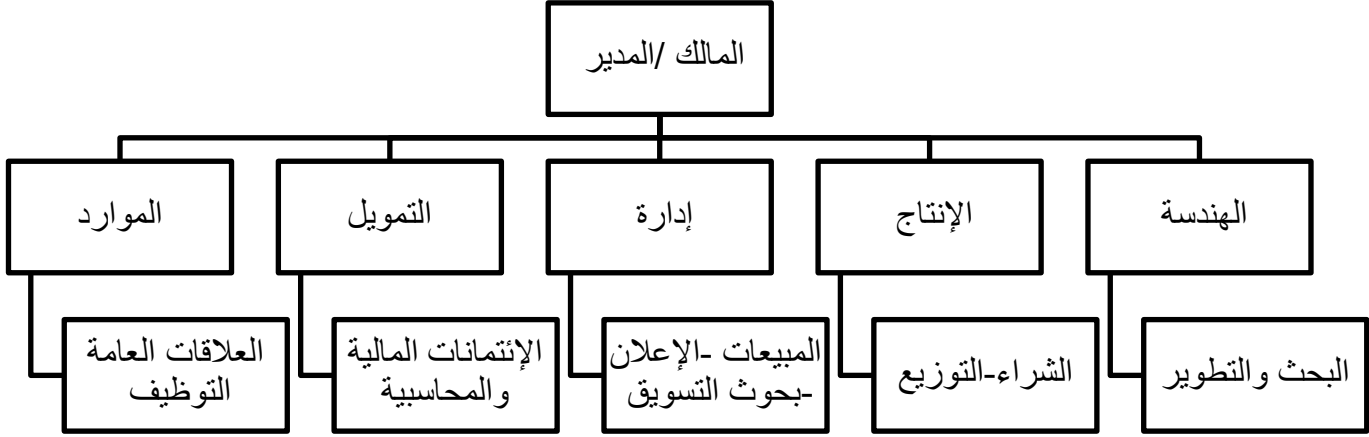 المالك /المدير
الهندسة
الإنتاج
إدارة
التمويل
الموارد
البحث والتطوير
الشراء-التوزيع
المبيعات -الإعلان
-بحوث التسويق
الإئتمانات المالية
والمحاسبية
العلاقات العامة
التوظيف